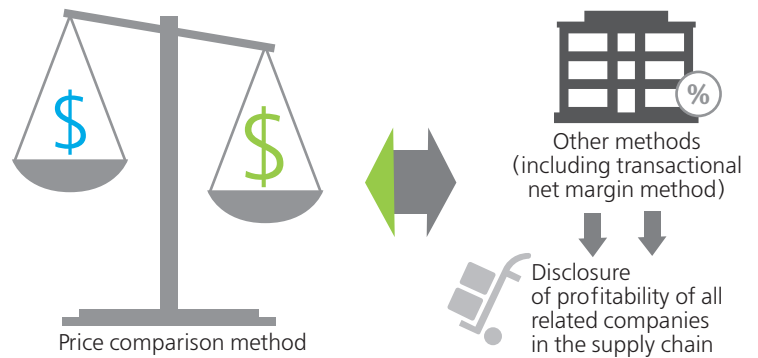 $
$
Price comparison method
%
Other methods
(including transactional
net margin method)
Disclosure
of profitability of all
related companies
in the supply chain